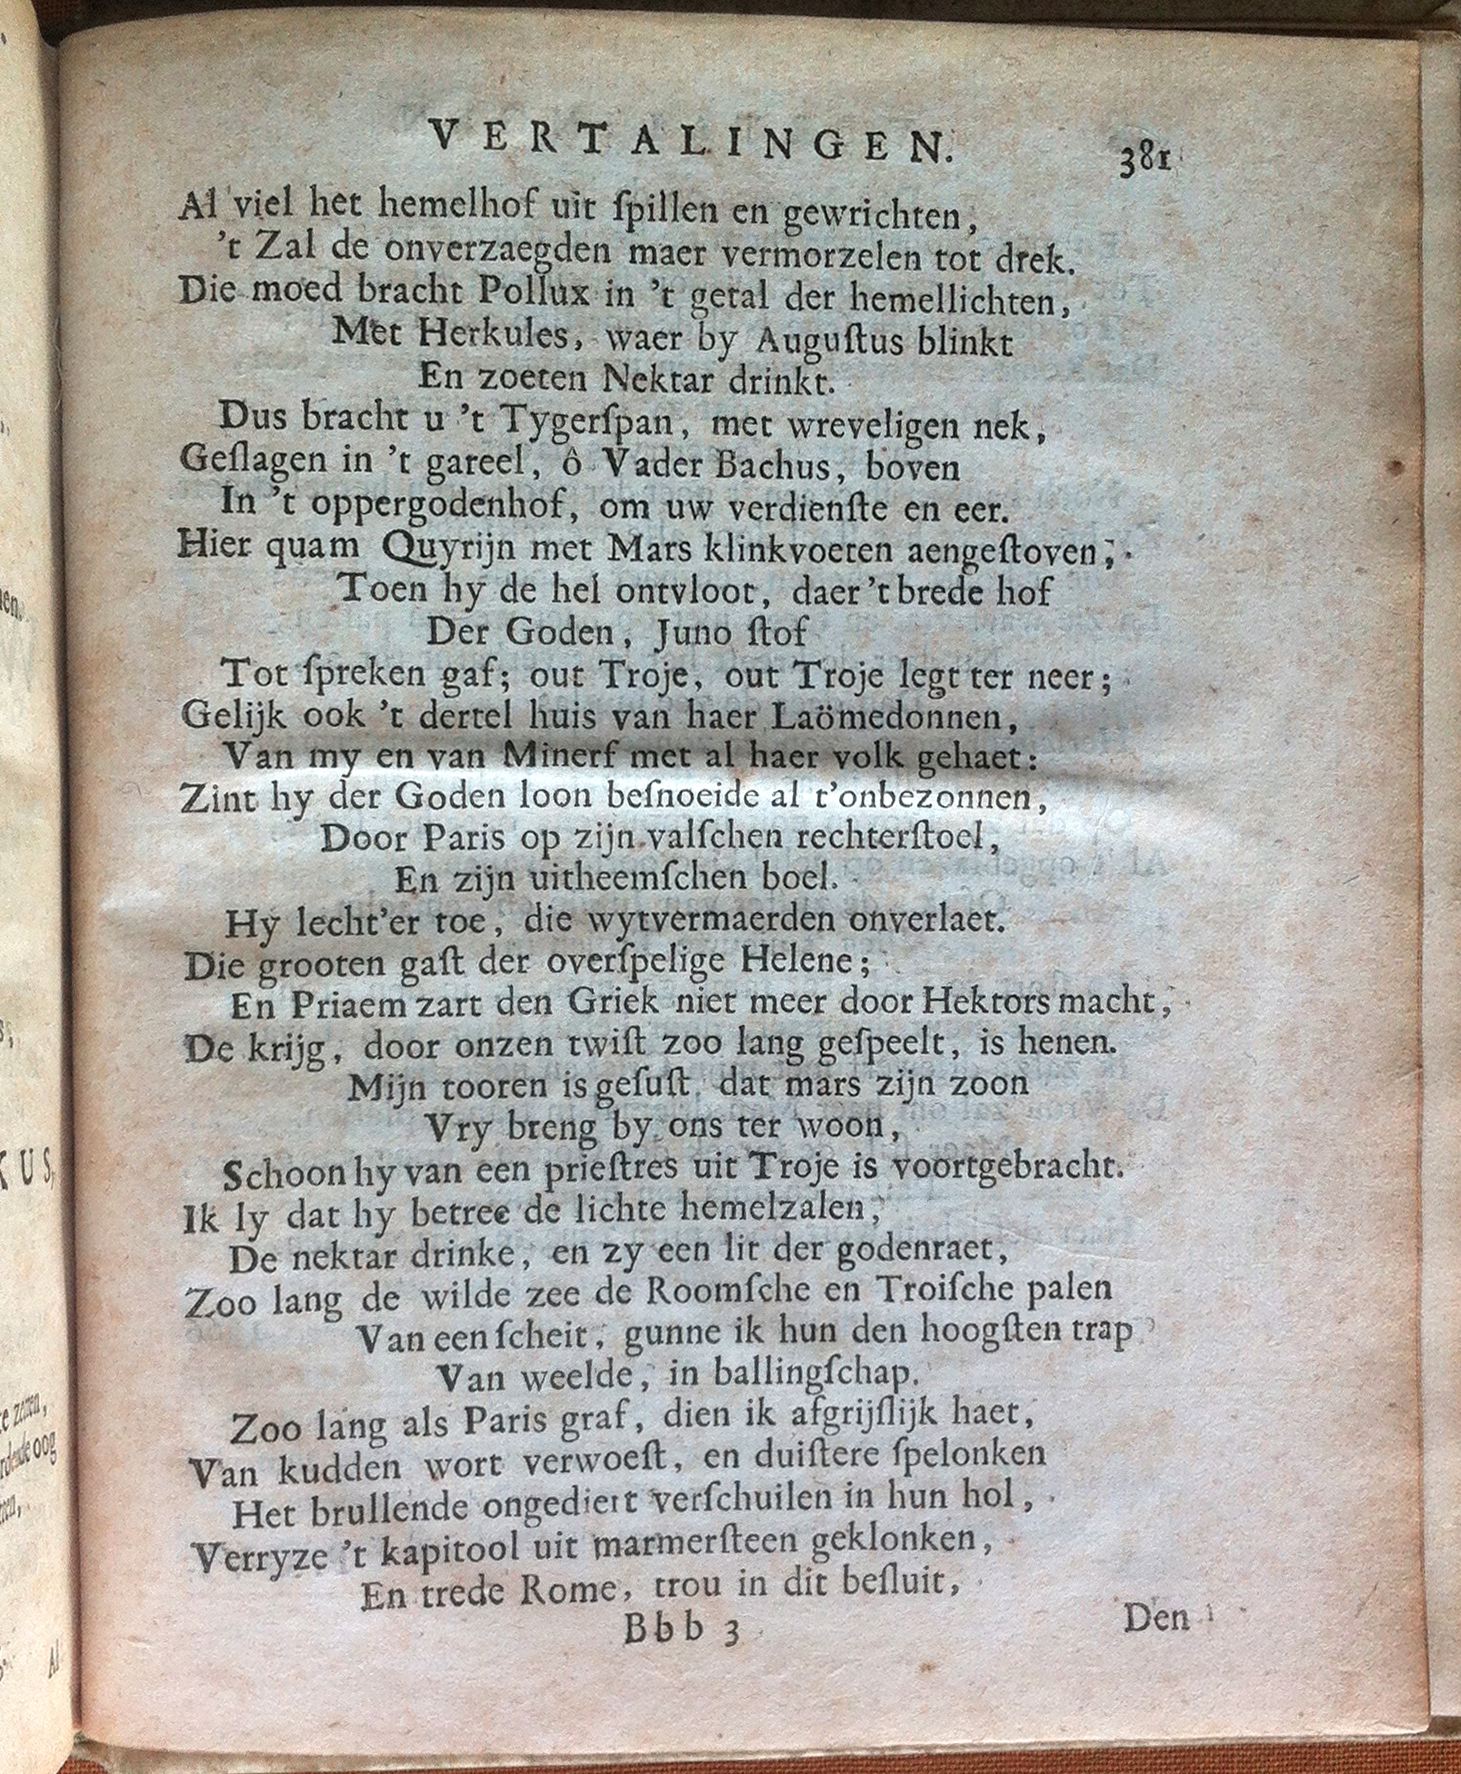 VERTALINGEN. 381
Al viel het hemelhof uit ſpillen en gewrichten,
't Zal de onverzaegden maer vermorzelen tot drek.
Die moed bracht Pollux in 't getal der hemellichten,
Met Herkules, waer by Auguſtus blinkt
En zoeten Nektar drinkt.
Dus bracht u 't Tygerſpan, met wreveligen nek,
Geſlagen in 't gareel, ô Vader Bachus, boven
In 't oppergodenhof, om uw verdienſte en eer.
Hier quam Quyrijn met Mars klinkvoeten aengeſtoven,
Toen hy de hel ontvloot, daer 't brede hof
Der Goden, Juno ſtof
Tot ſpreken gaf; out Troje, out Troje legt ter neer;
Gelijk ook 't dertel huis van haer Laömedonnen,
Van my en van Minerf met al haer volk gehaet:
Zint hy der Goden loon beſnoeide al t'onbezonnen,
Door Paris op zijn valſchen rechterſtoel,
En zijn uitheemſchen boel.
Hy lecht'er toe, die wytvermaerden onverlaet.
Die grooten gaſt der overſpelige Helene;
En Priaem zart den Griek niet meer door Hektors macht,
De krijg, door onzen twiſt zoo lang geſpeelt, is henen.
Mijn tooren is geſuſt, dat mars zijn zoon
Vry breng by ons ter woon,
Schoon hy van een prieſtres uit Troje is voortgebracht.
Ik ly dat hy betree de lichte hemelzalen,
De nektar drinke, en zy een lit der godenraet,
Zoo lang de wilde zee de Roomſche en Troiſche palen
Van een ſcheit, gunne ik hun den hoogſten trap
Van weelde, in ballingſchap.
Zoo lang als Paris graf, dien ik afgrijſlijk haet,
Van kudden wort verwoeſt, en duiſtere ſpelonken
Het brullende ongediert verſchuilen in hun hol,
Verryze 't kapitool uit marmerſteen geklonken,
En trede Rome, trou in dit beſluit,
Bbb 3 Den